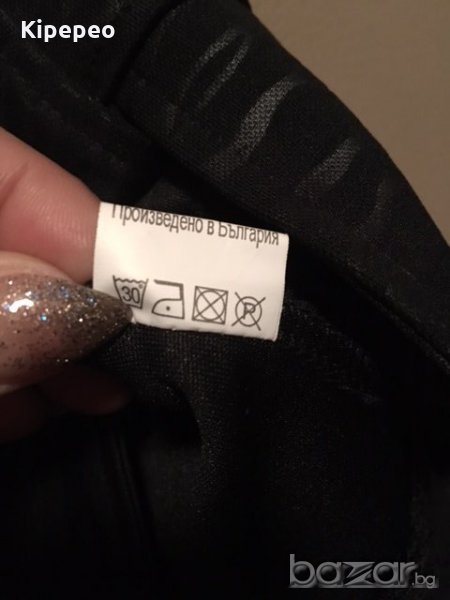 Kipepeo
Произведено в България
30
P
bazar.bg